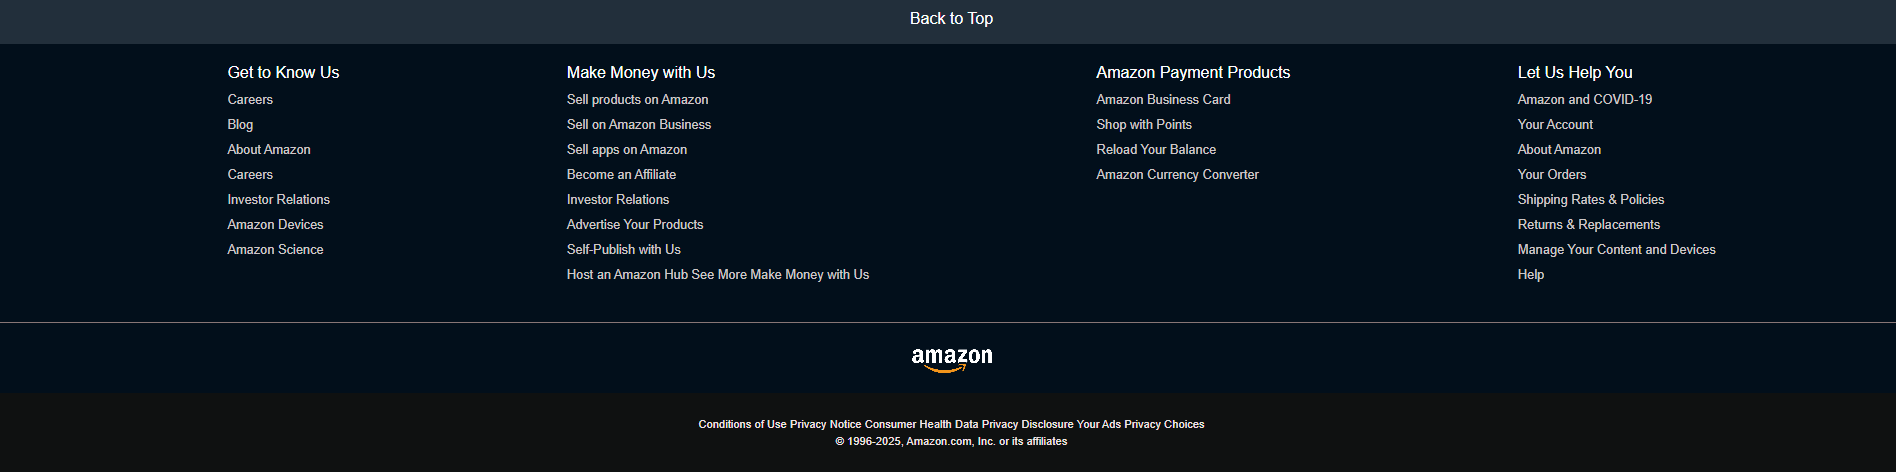 Back to Top
Get to Know Us
Careers
Blog
About Amazon
Careers
Investor Relations
Amazon Devices
Amazon Science
Make Money with Us
Sell products on Amazon
Sell on Amazon Business
Sell apps on Amazon
Become an Affiliate
Investor Relations
Advertise Your Products
Self-Publish with Us
Host an Amazon Hub See More Make Money with Us
Amazon Payment Products
Amazon Business Card
Shop with Points
Reload Your Balance
Amazon Currency Converter
Let Us Help You
Amazon and COVID-19
Your Account
About Amazon
Your Orders
Shipping Rates & Policies
Returns & Replacements
Manage Your Content and Devices
Help
amazon
Conditions of Use Privacy Notice Consumer Health Data Privacy Disclosure Your Ads Privacy Choices
© 1996-2025, Amazon.com, Inc. or its affiliates